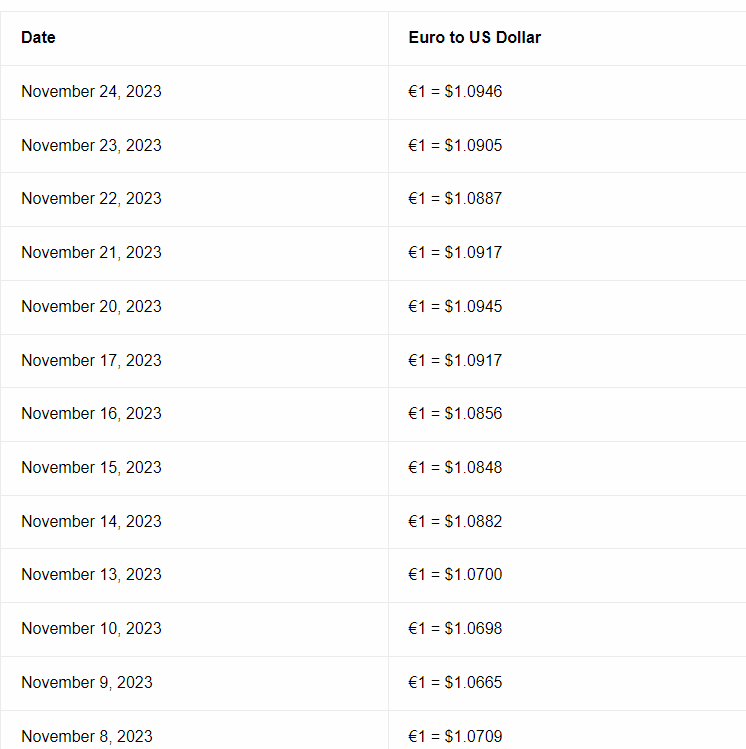 Date Euro to US Dollar
November 24, 2023 €1 = $1.0946
November 23, 2023 €1 = $1.0905
November 22, 2023 €1 = $1.0887
November 21, 2023 €1 = $1.0917
November 20, 2023 €1 = $1.0945
November 17, 2023 €1 = $1.0917
November 16, 2023 €1 = $1.0856
November 15, 2023 €1 = $1.0848
November 14, 2023 €1 = $1.0882
November 13, 2023 €1 = $1.0700
November 10, 2023 €1 = $1.0698
November 9, 2023 €1 = $1.0665
November 8, 2023 €1 = $1.0709